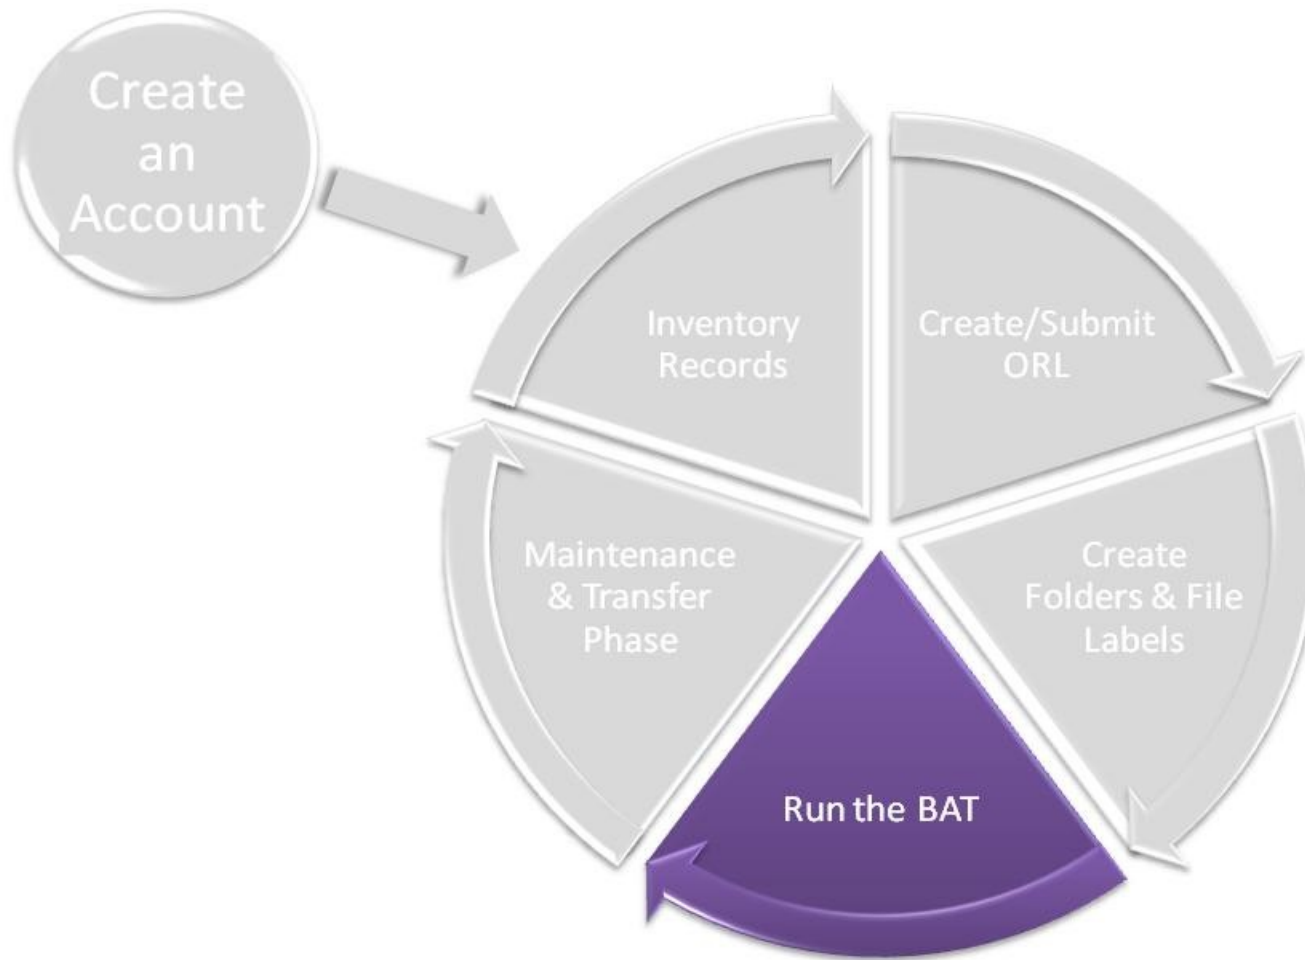 Create
an
Account
Inventory
Records
Create/Submit
ORL
Create
Folders & File
Labels
Run the BAT
Maintenance
& Transfer
Phase